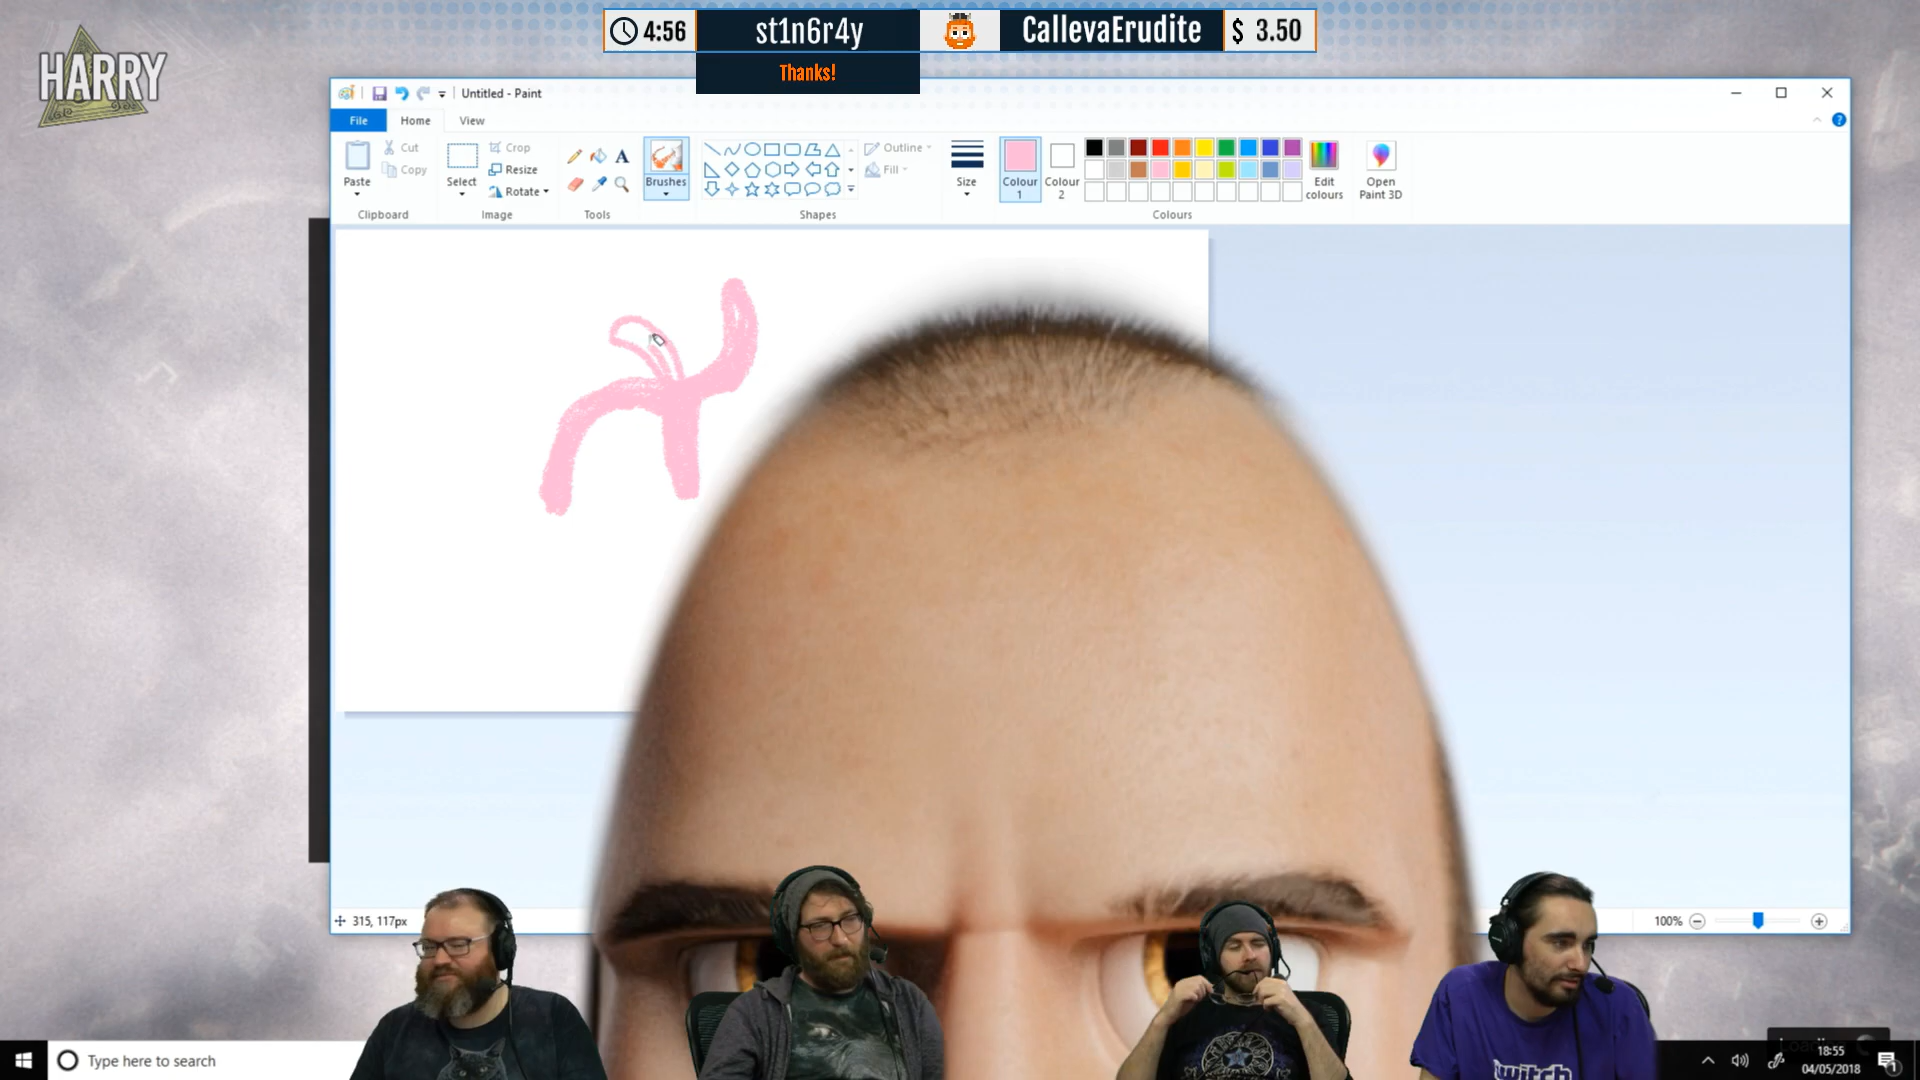 HARRY
4:56
st1n6r4y
CallevaErudite
$ 3.50
Thanks!
Untitled - Paint
File
Home
View
Paste
Cut
Copy
Clipboard
Select
Crop
Resize
Rotate
Image
A
Tools
Brushes
Outline
Fill
Shapes
Size
Colour
1
Colour
2
Edit
colours
Colours
Open
Paint 3D
315, 117px
100%
twitch
Type here to search
18:55
04/05/2018
1